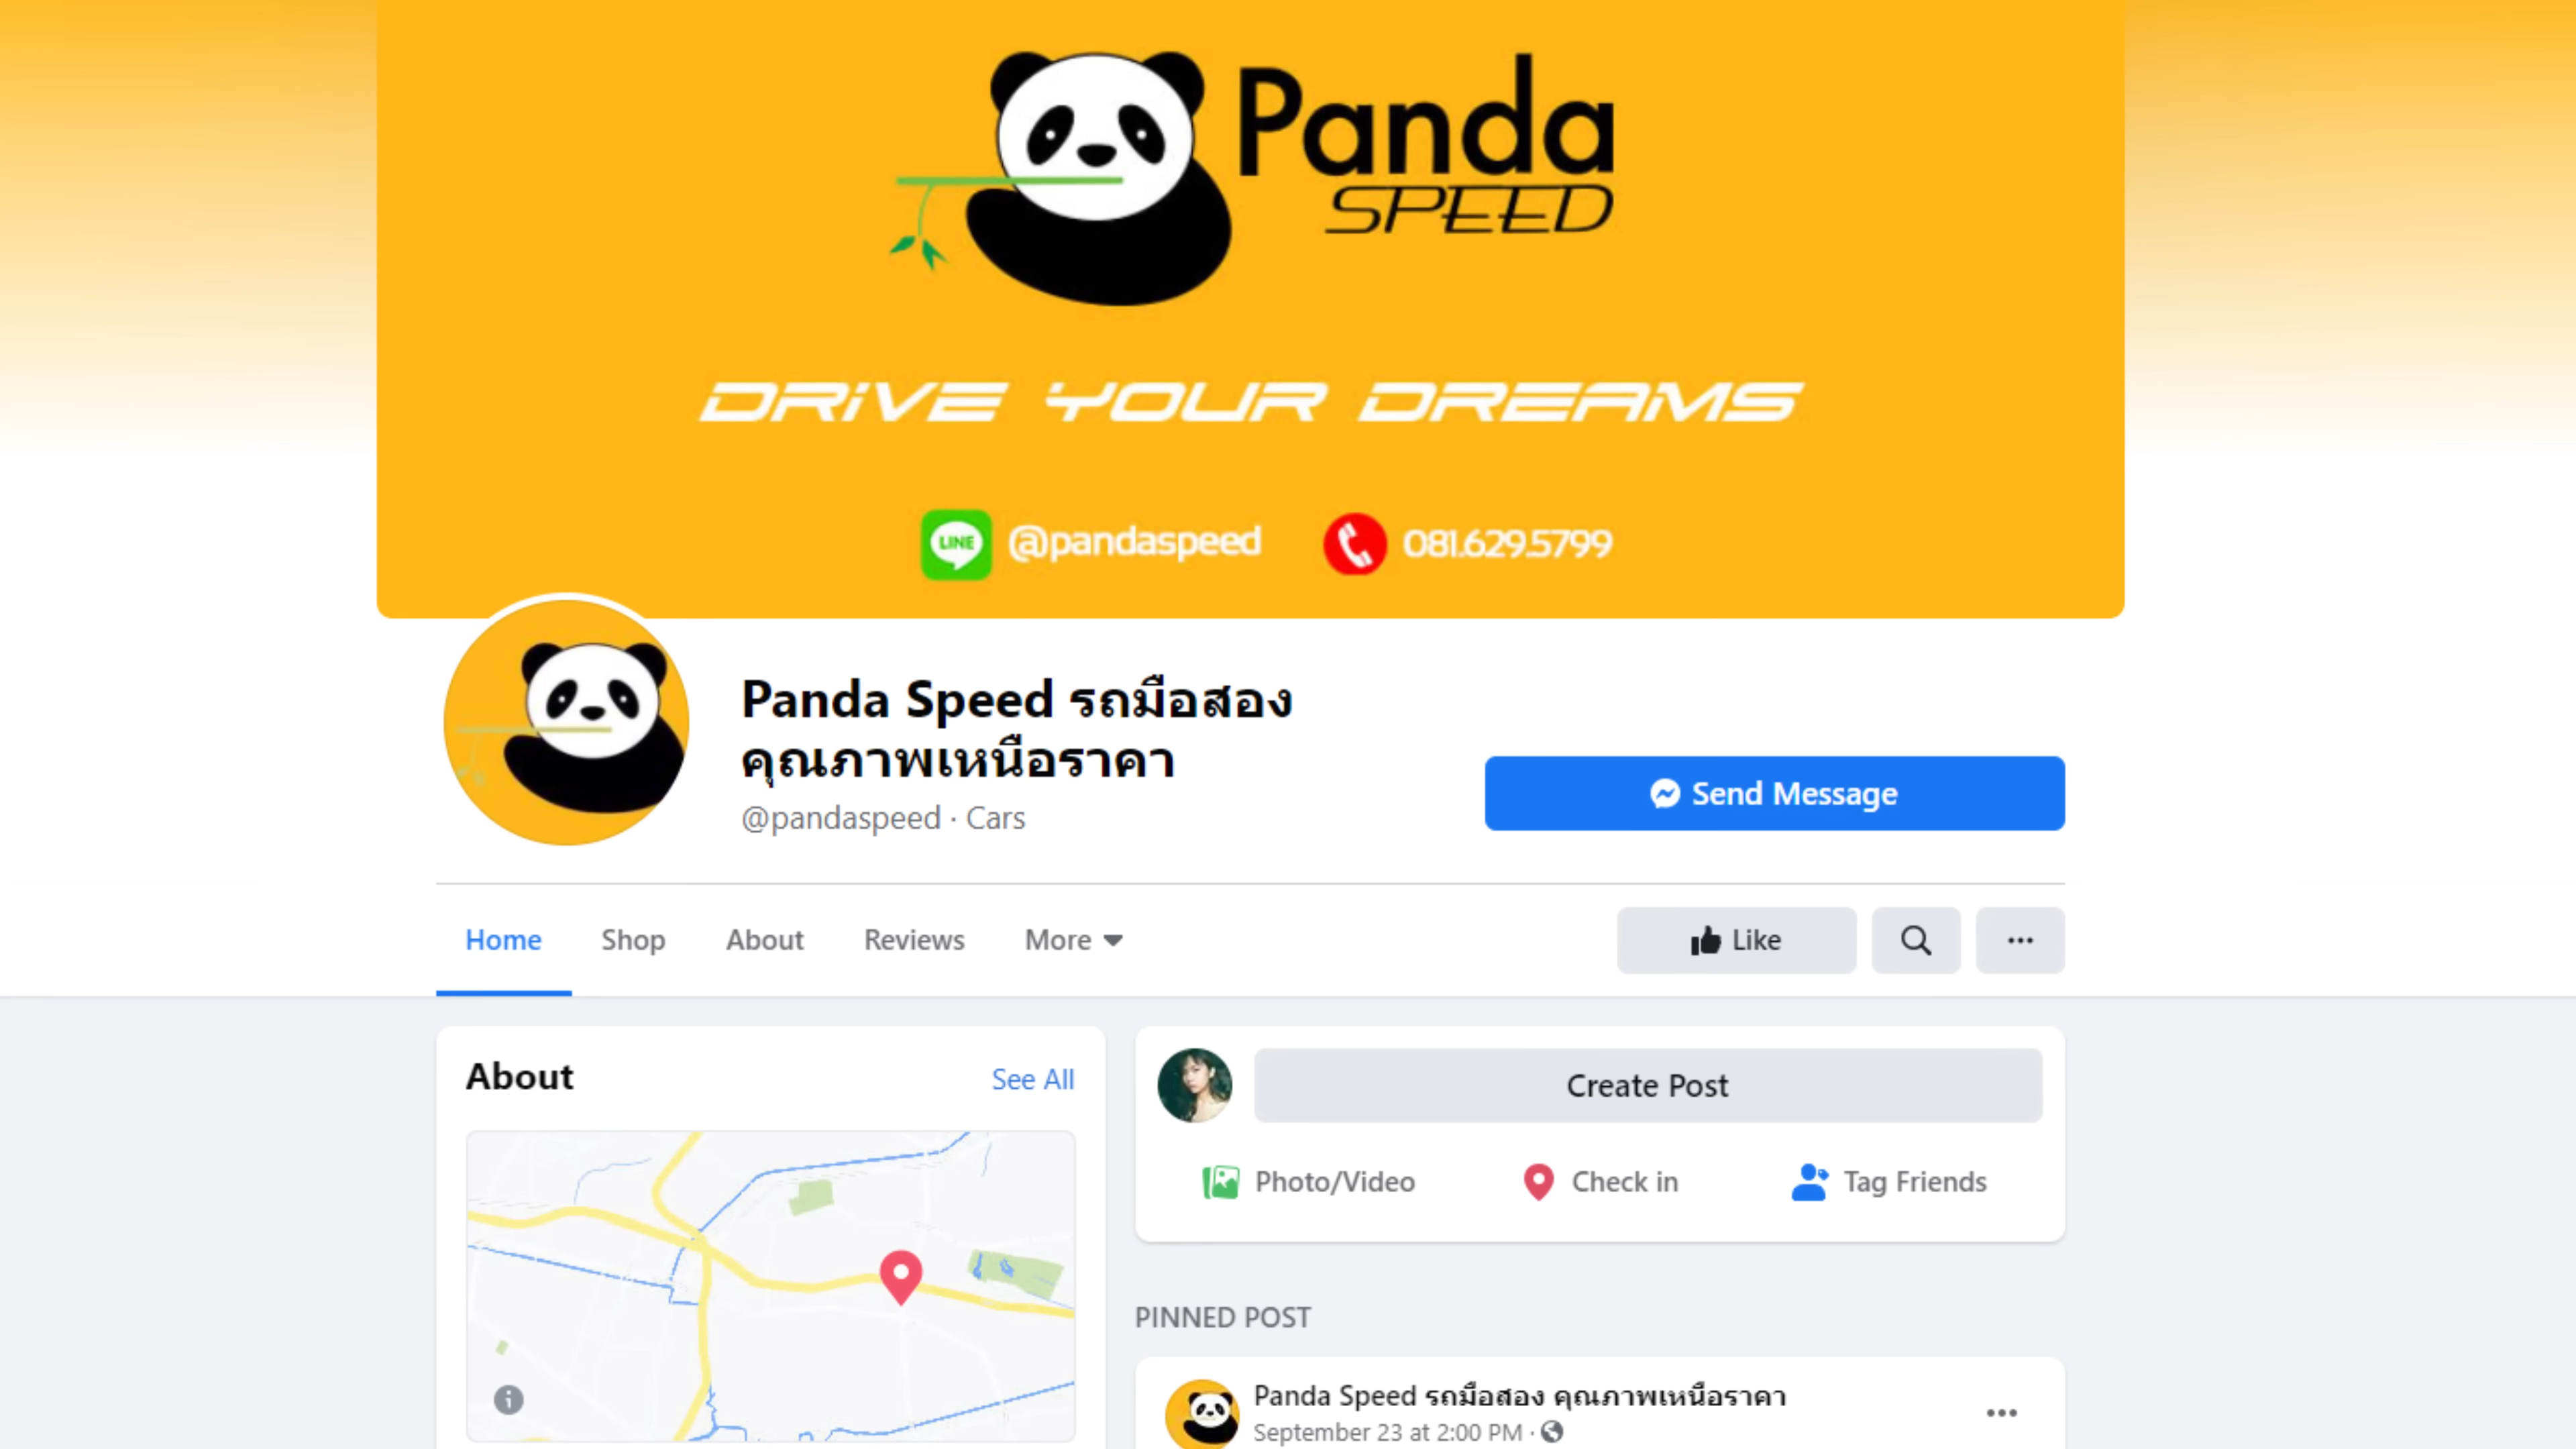 Panda
SPEED
DRiVE YOUR DREAMS
LINE
@pandaspeed
081.629.5799
Panda Speed รถมือสอง
คุณภาพเหนือราคา
@pandaspeed · Cars
Send Message
Home
Shop
About
Reviews
More
Like
About
See All
Create Post
Photo/Video
Check in
Tag Friends
PINNED POST
Panda Speed รถมือสอง คุณภาพเหนือราคา
September 23 at 2:00 PM ·